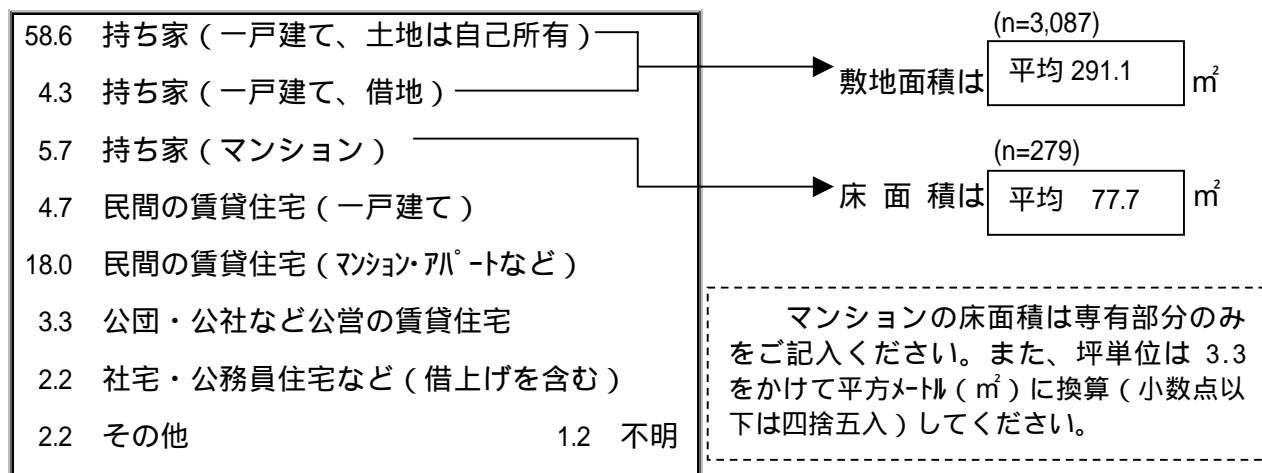 58.6 持ち家（一戸建て、土地は自己所有）
4.3 持ち家（一戸建て、借地）
5.7 持ち家（マンション）
4.7 民間の賃貸住宅（一戸建て）
18.0 民間の賃貸住宅（ﾏﾝｼｮﾝ･ｱﾊﾟｰﾄなど）
3.3 公団・公社など公営の賃貸住宅
2.2 社宅・公務員住宅など（借上げを含む）
2.2 その他 1.2 不明
(n=3,087)
敷地面積は 平均 291.1 ㎡
(n=279)
床 面 積は 平均 77.7 ㎡
マンションの床面積は専有部分のみ
をご記入ください。また、坪単位は 3.3
をかけて平方ﾒｰﾄﾙ（㎡）に換算（小数点以
下は四捨五入）してください。